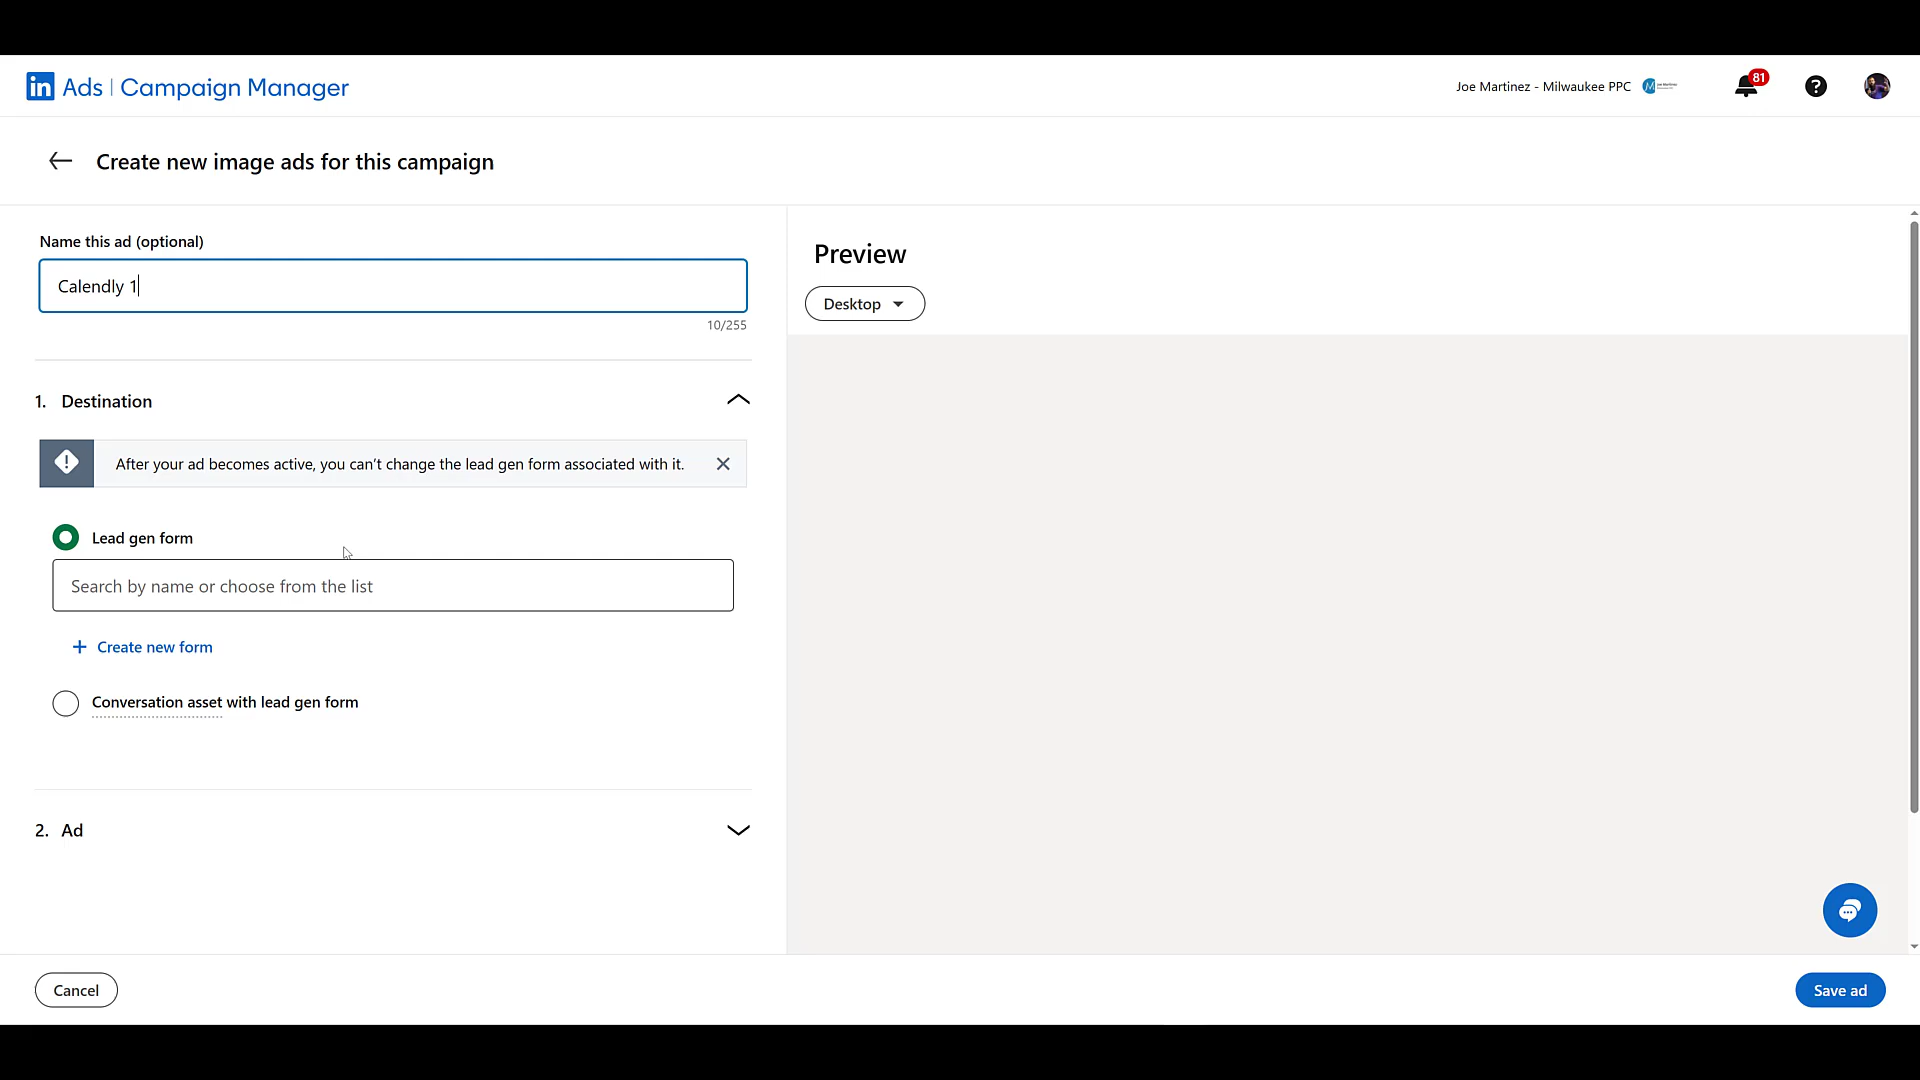 in Ads | Campaign Manager
Joe Martinez - Milwaukee PPC
81
Create new image ads for this campaign
Name this ad (optional)
Calendly 1
10/255
1. Destination
After your ad becomes active, you can’t change the lead gen form associated with it.
Lead gen form
Search by name or choose from the list
+ Create new form
Conversation asset with lead gen form
2. Ad
Preview
Desktop
Cancel
Save ad